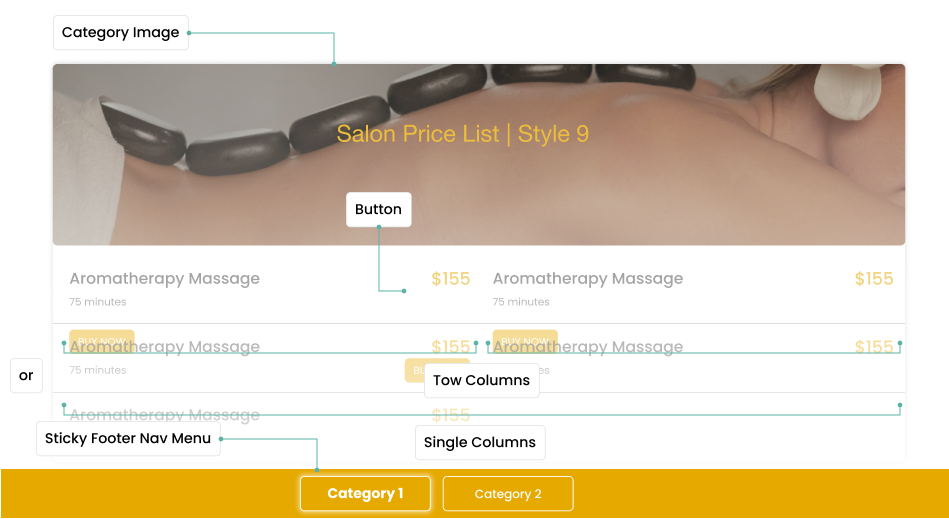 Category Image
Salon Price List | Style 9
Button
Aromatherapy Massage $155 Aromatherapy Massage $155
75 minutes 75 minutes
BUY NOW BUY NOW
Aromatherapy Massage $155 Aromatherapy Massage $155
75 minutes
or
Tow Columns
Aromatherapy Massage $155
Sticky Footer Nav Menu
Single Columns
Category 1 Category 2